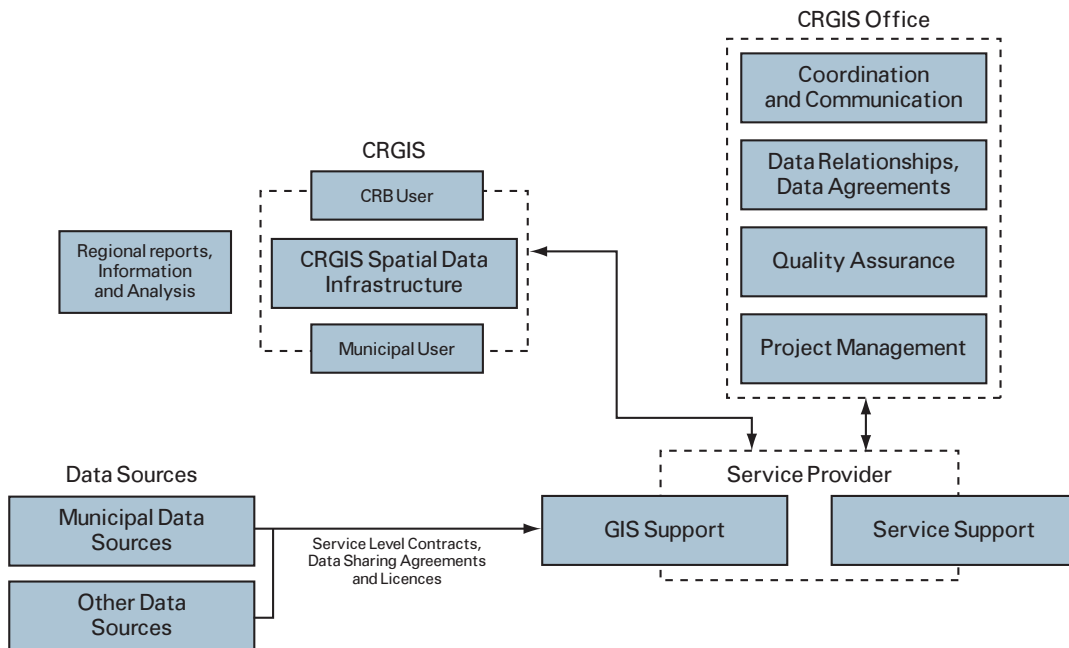 CRGIS Office
Coordination
and Communication
Data Relationships,
Data Agreements
Quality Assurance
Project Management
CRGIS
CRB User
CRGIS Spatial Data
Infrastructure
Municipal User
Regional reports,
Information
and Analysis
Data Sources
Municipal Data
Sources
Other Data
Sources
Service Level Contracts,
Data Sharing Agreements
and Licences
Service Provider
GIS Support
Service Support